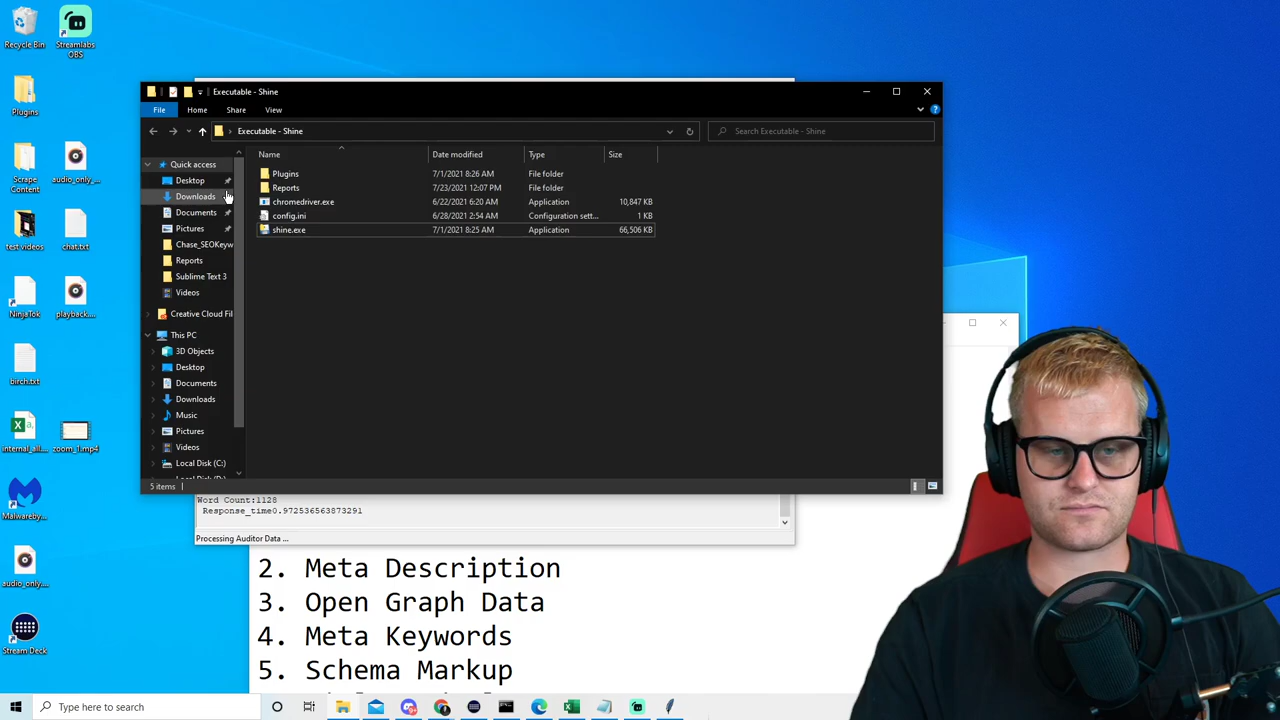 Recycle Bin
Streamlabs OBS
Plugins
Scrape Content
audio_only_...
test videos
chat.txt
NinjaTok
playback....
birch.txt
internal_all...
zoom_1.mp4
Malwareby...
audio_only....
Stream Deck
Executable - Shine
File Home Share View
Executable - Shine
Search Executable - Shine
Name Date modified Type Size
Plugins 7/1/2021 8:26 AM File folder
Reports 7/23/2021 12:07 PM File folder
chromedriver.exe 6/22/2021 6:20 AM Application 10,847 KB
config.ini 6/28/2021 2:54 AM Configuration sett... 1 KB
shine.exe 7/1/2021 8:25 AM Application 66,506 KB
Quick access
Desktop
Downloads
Documents
Pictures
Chase_SEOKeyw
Reports
Sublime Text 3
Videos
Creative Cloud Fil
This PC
3D Objects
Desktop
Documents
Downloads
Music
Pictures
Videos
Local Disk (C:)
5 items
Word Count:1128
Response_time0.972536563873291
Processing Auditor Data ...
2. Meta Description
3. Open Graph Data
4. Meta Keywords
5. Schema Markup
Type here to search